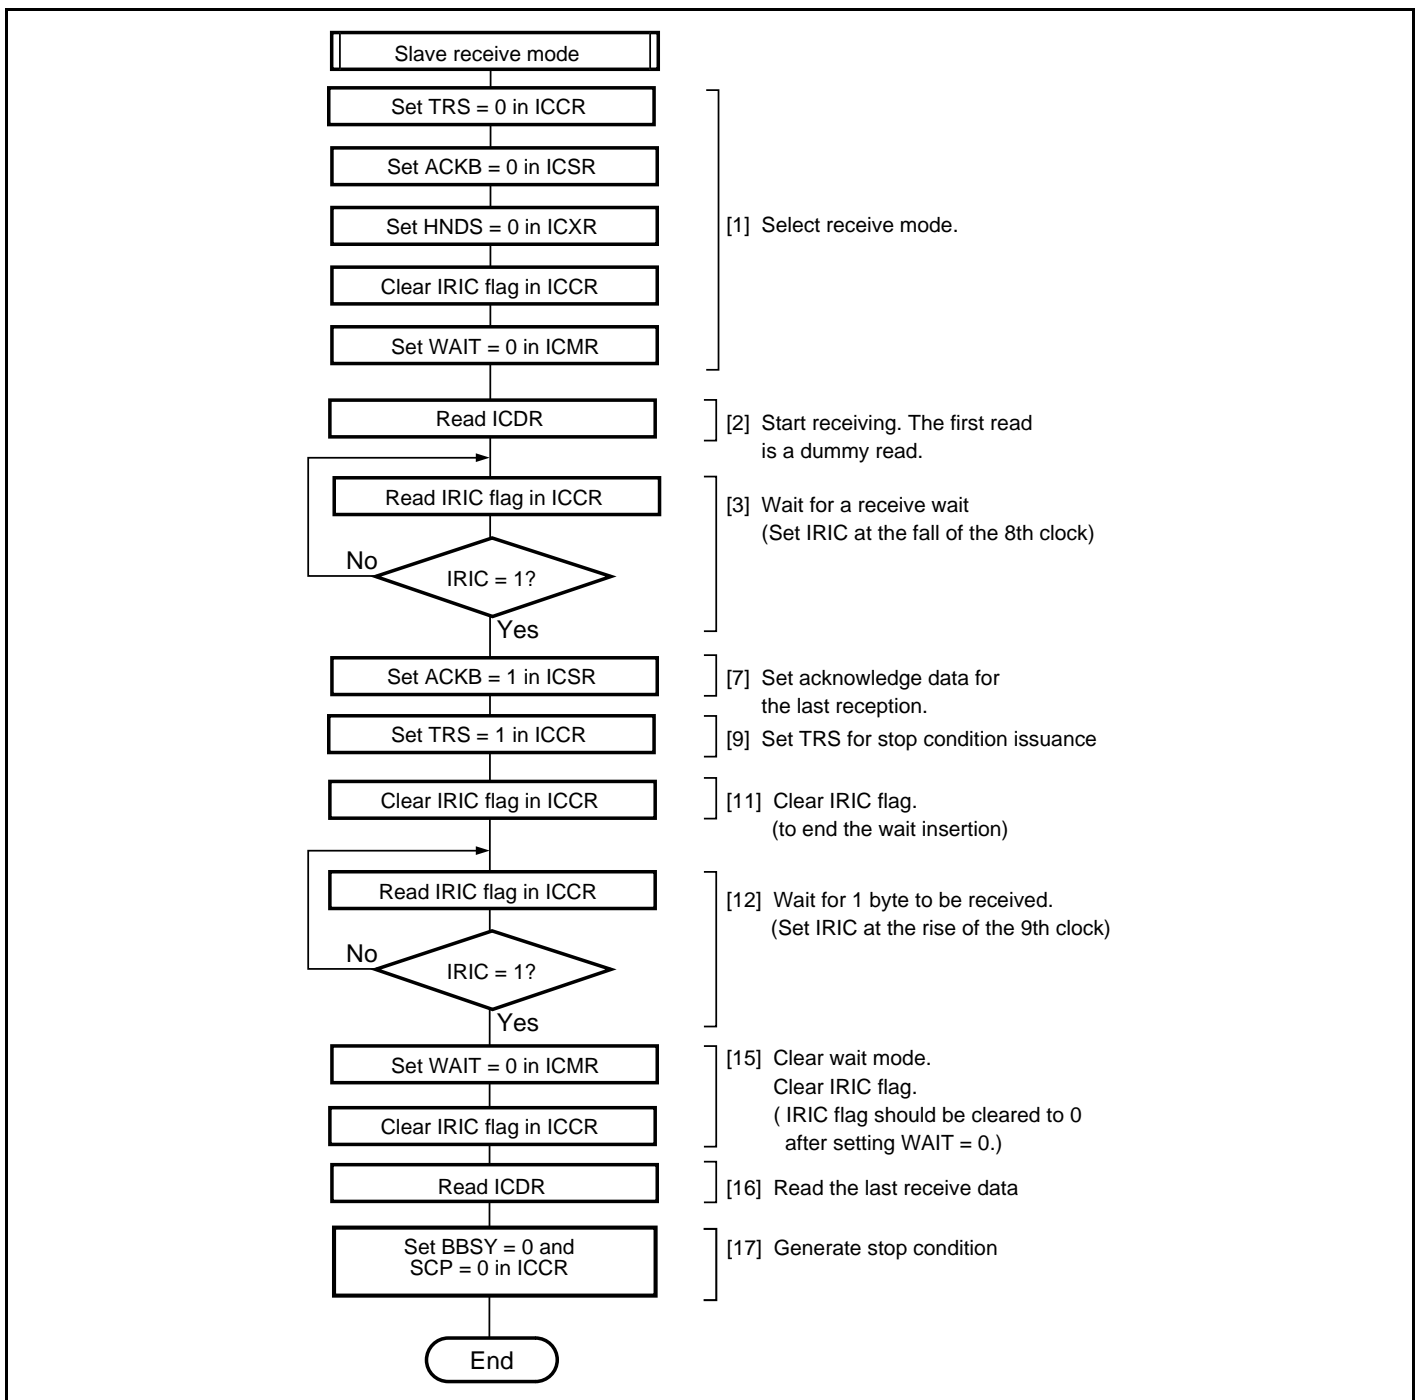 Slave receive mode
Set TRS = 0 in ICCR
Set ACKB = 0 in ICSR
Set HNDS = 0 in ICXR
[1] Select receive mode.
Clear IRIC flag in ICCR
Set WAIT = 0 in ICMR
Read ICDR
[2] Start receiving. The first read
is a dummy read.
Read IRIC flag in ICCR
[3] Wait for a receive wait
(Set IRIC at the fall of the 8th clock)
No
IRIC = 1?
Yes
Set ACKB = 1 in ICSR
[7] Set acknowledge data for
the last reception.
Set TRS = 1 in ICCR
[9] Set TRS for stop condition issuance
Clear IRIC flag in ICCR
[11] Clear IRIC flag.
(to end the wait insertion)
Read IRIC flag in ICCR
[12] Wait for 1 byte to be received.
(Set IRIC at the rise of the 9th clock)
No
IRIC = 1?
Yes
Set WAIT = 0 in ICMR
Clear IRIC flag in ICCR
[15] Clear wait mode.
Clear IRIC flag.
( IRIC flag should be cleared to 0
after setting WAIT = 0.)
Read ICDR
[16] Read the last receive data
Set BBSY = 0 and
SCP = 0 in ICCR
[17] Generate stop condition
End